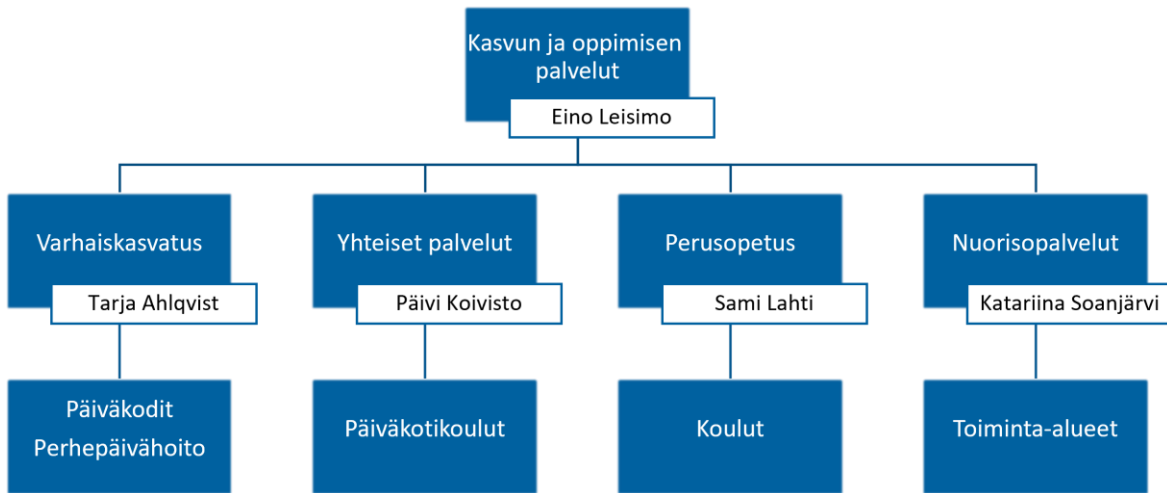 Kasvun ja oppimisen
palvelut
Eino Leisimo
Varhaiskasvatus
Tarja Ahlqvist
Yhteiset palvelut
Päivi Koivisto
Perusopetus
Sami Lahti
Nuorisopalvelut
Katariina Soanjärvi
Päiväkodit
Perhepäivähoito
Päiväkotikoulut
Koulut
Toiminta-alueet